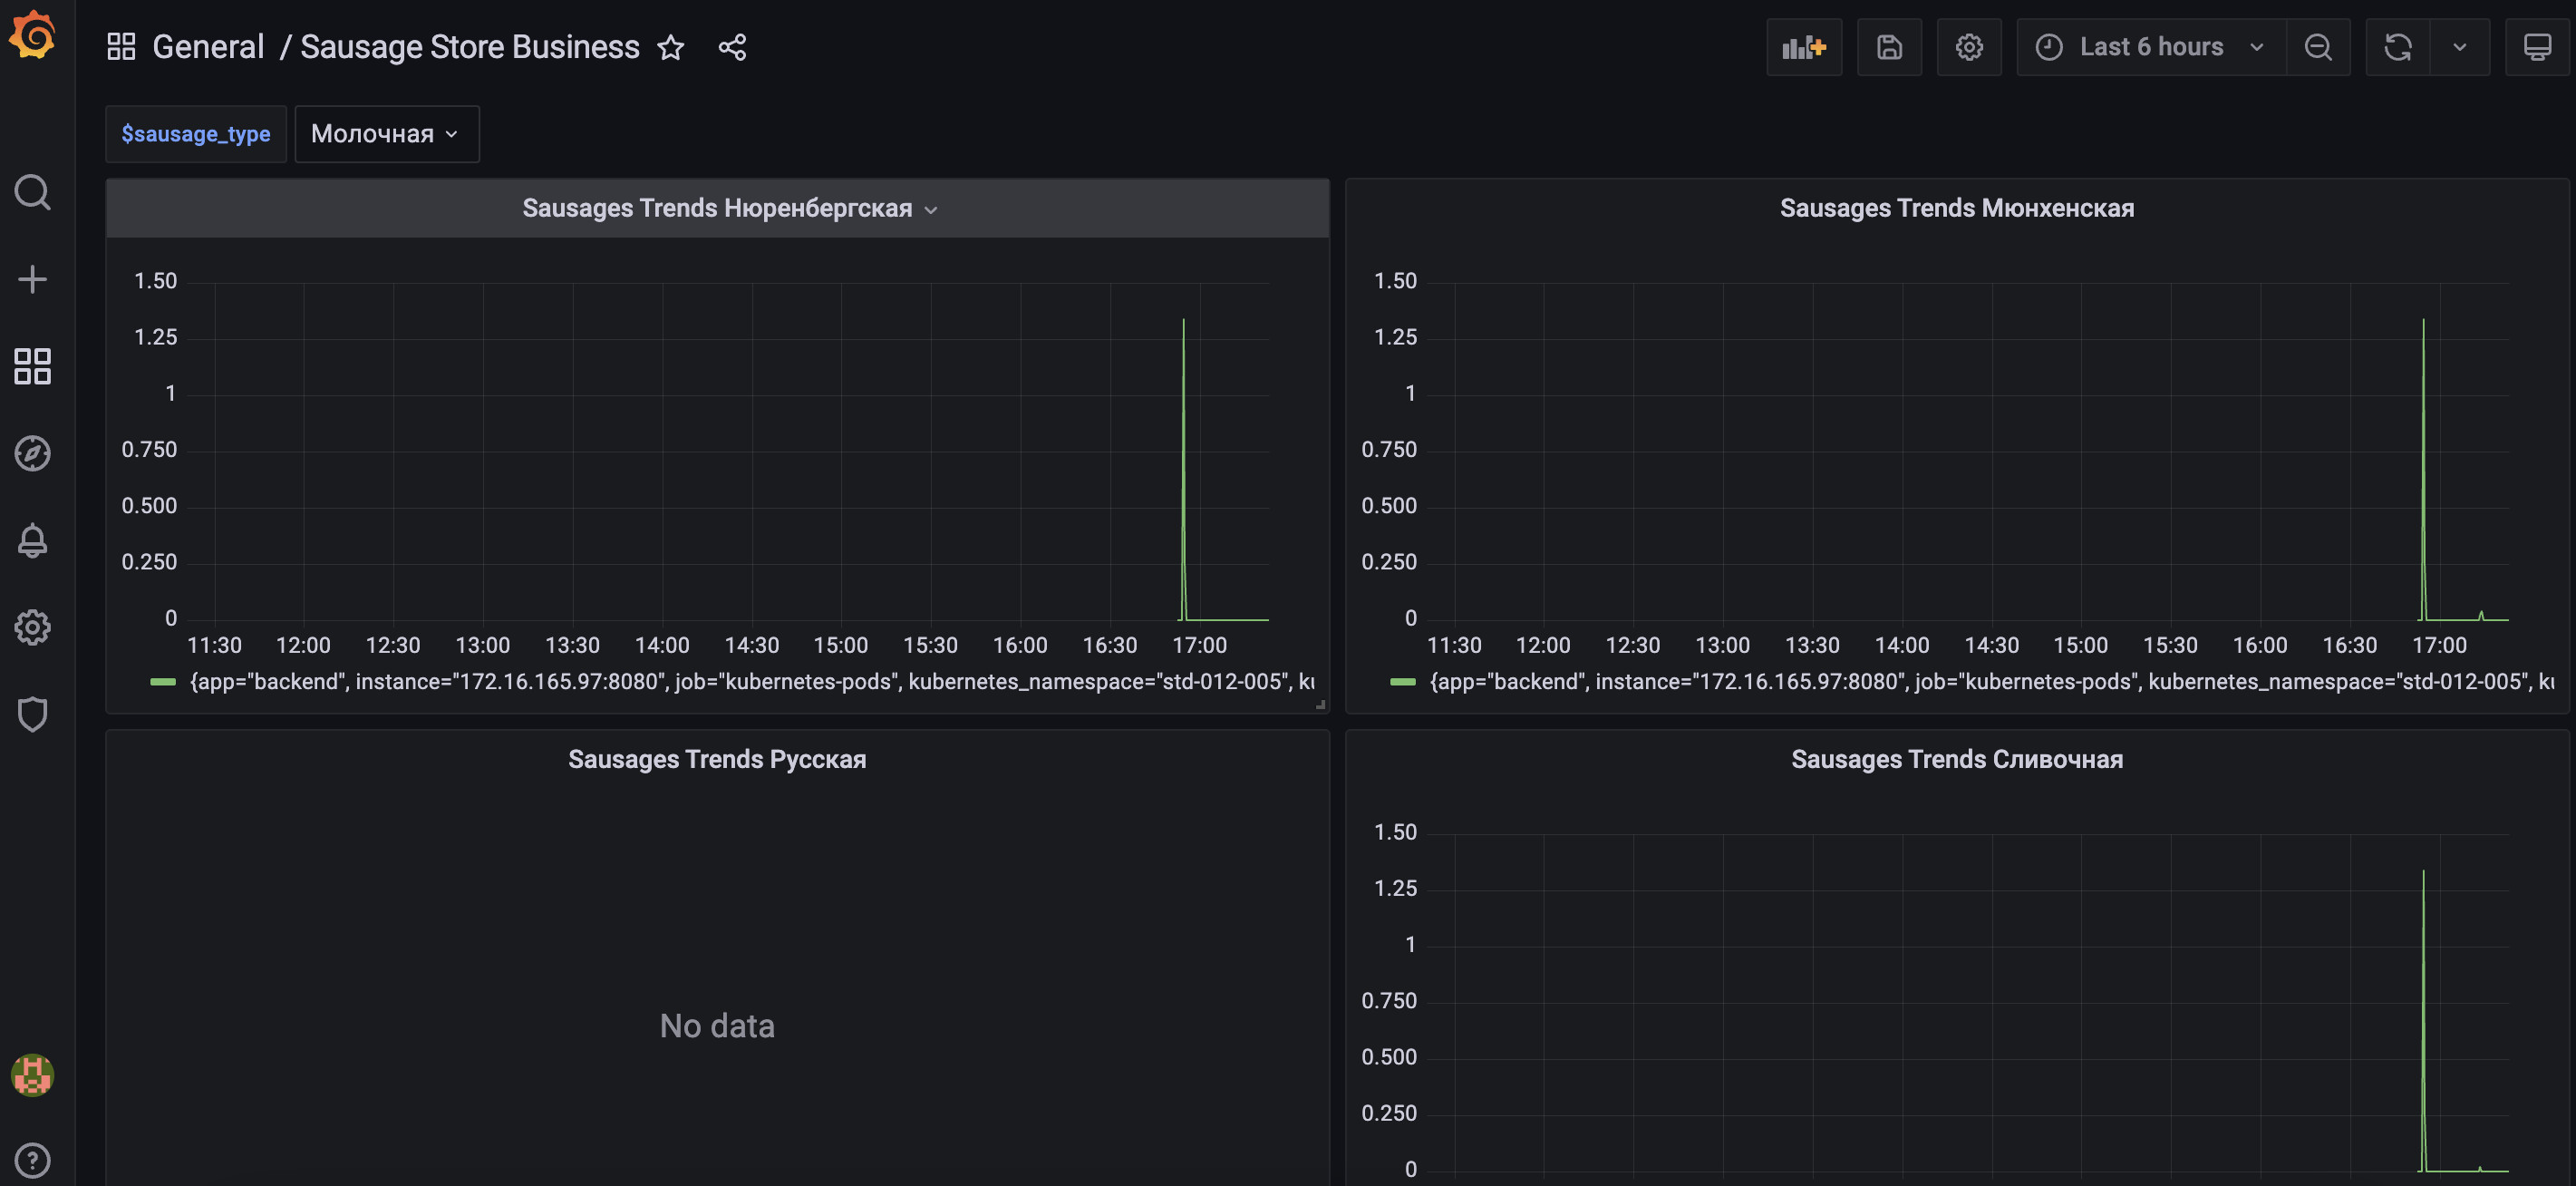 General / Sausage Store Business
Last 6 hours
$sausage_type
Молочная
Sausages Trends Нюренбергская
1.50
1.25
1
0.750
0.500
0.250
0
11:30 12:00 12:30 13:00 13:30 14:00 14:30 15:00 15:30 16:00 16:30 17:00
{app="backend", instance="172.16.165.97:8080", job="kubernetes-pods", kubernetes_namespace="std-012-005",
Sausages Trends Мюнхенская
1.50
1.25
1
0.750
0.500
0.250
0
11:30 12:00 12:30 13:00 13:30 14:00 14:30 15:00 15:30 16:00 16:30 17:00
{app="backend", instance="172.16.165.97:8080", job="kubernetes-pods", kubernetes_namespace="std-012-005",
Sausages Trends Русская
No data
Sausages Trends Сливочная
1.50
1.25
1
0.750
0.500
0.250
0